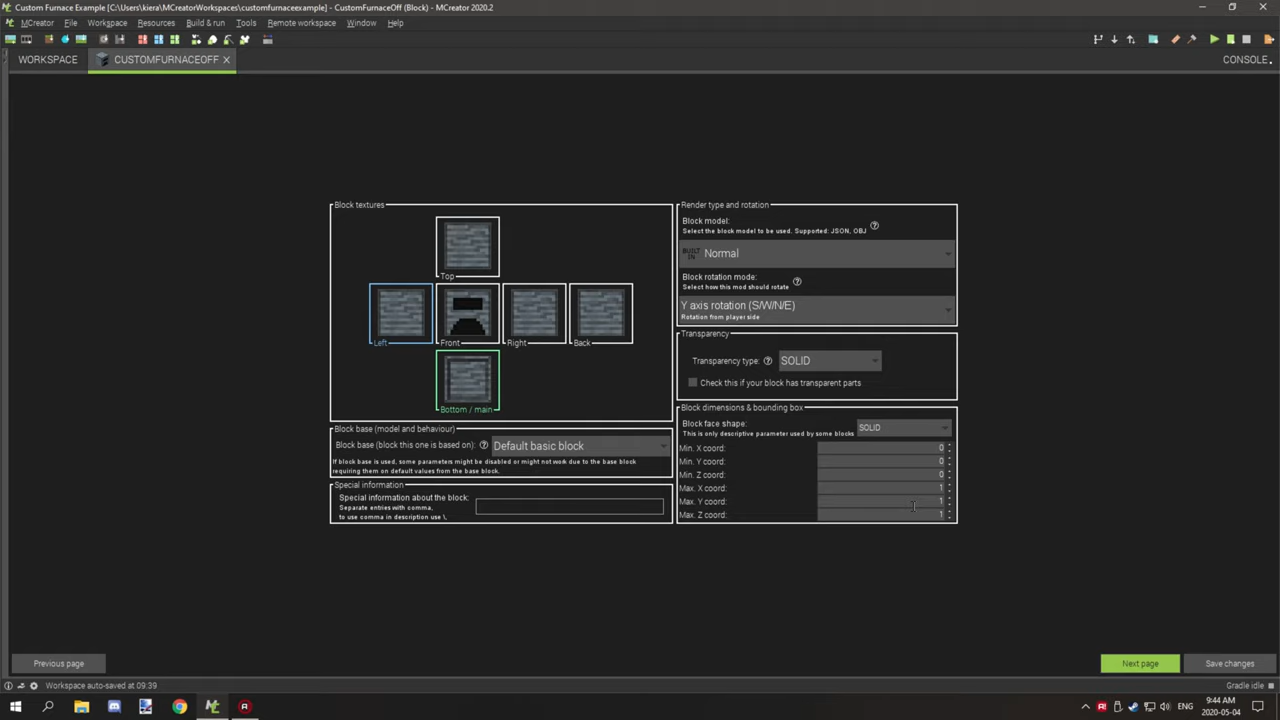 Custom Furnace Example [C:\Users\kiera\MCreatorWorkspaces\customfurnaceexample] - CustomFurnaceOff (Block) - MCreator 2020.2
MCreator File Workspace Resources Build & run Tools Remote workspace Window Help
WORKSPACE CUSTOMFURNACEOFF CONSOLE
Block textures
Top
Left Front Right Back
Bottom / main
Block base (model and behaviour)
Block base (block this one is based on): Default basic block
If block base is used, some parameters might be disabled or might not work due to the base block
requiring them on default values from the base block.
Special information
Special information about the block:
Separate entries with comma,
to use comma in description use \,
Render type and rotation
Block model:
Select the block model to be used. Supported: JSON, OBJ
BUILT IN Normal
Block rotation mode:
Select how this mod should rotate
Y axis rotation (S/W/N/E)
Rotation from player side
Transparency
Transparency type: SOLID
Check this if your block has transparent parts
Block dimensions & bounding box
Block face shape: SOLID
This is only descriptive parameter used by some blocks
Min. X coord: 0
Min. Y coord: 0
Min. Z coord: 0
Max. X coord: 1
Max. Y coord: 1
Max. Z coord: 1
Previous page Next page Save changes
Workspace auto-saved at 09:39 Gradle idle
ENG 9:44 AM
2020-05-04